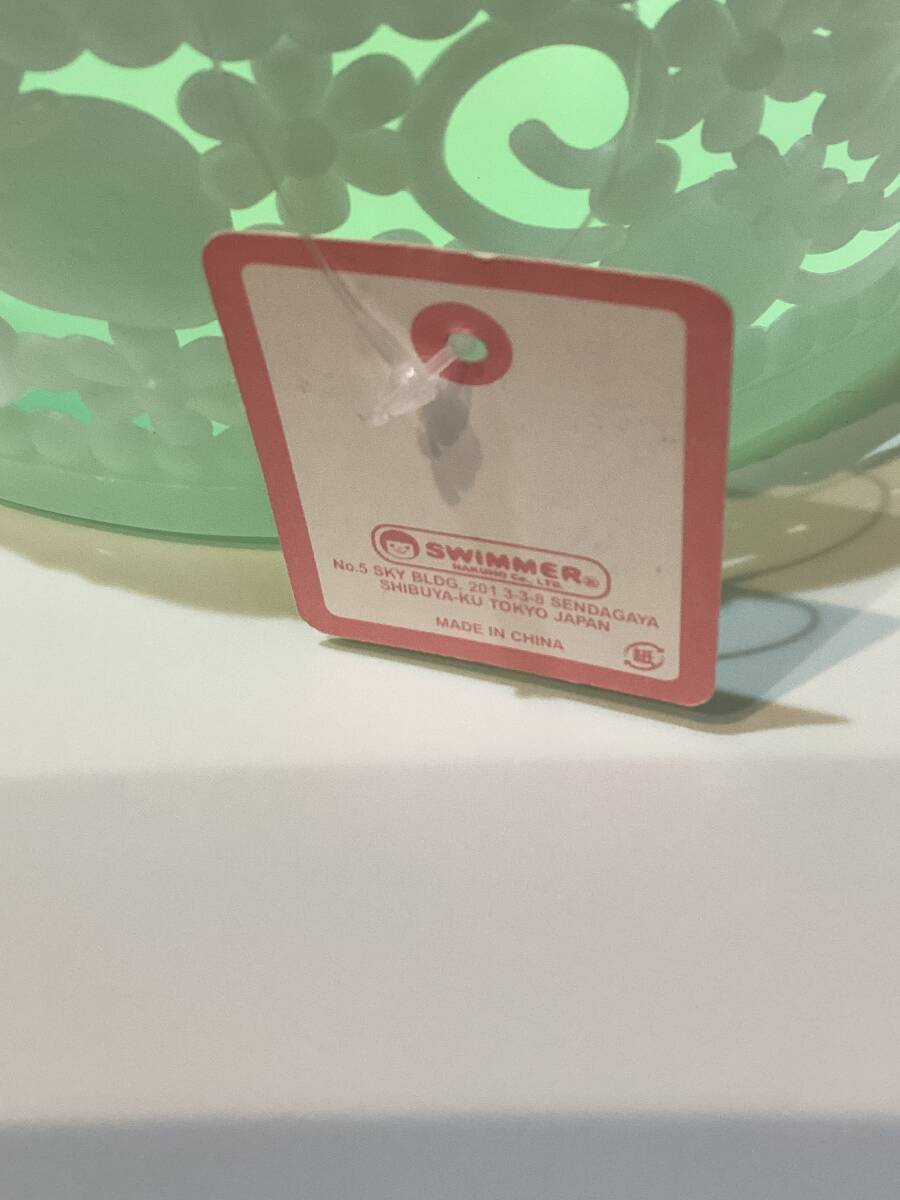 SWIMMER®
NAKUNO Co., LTD.
No.5 SKY BLDG, 201 3-3-8 SENDAGAYA
SHIBUYA-KU TOKYO JAPAN
MADE IN CHINA
紙